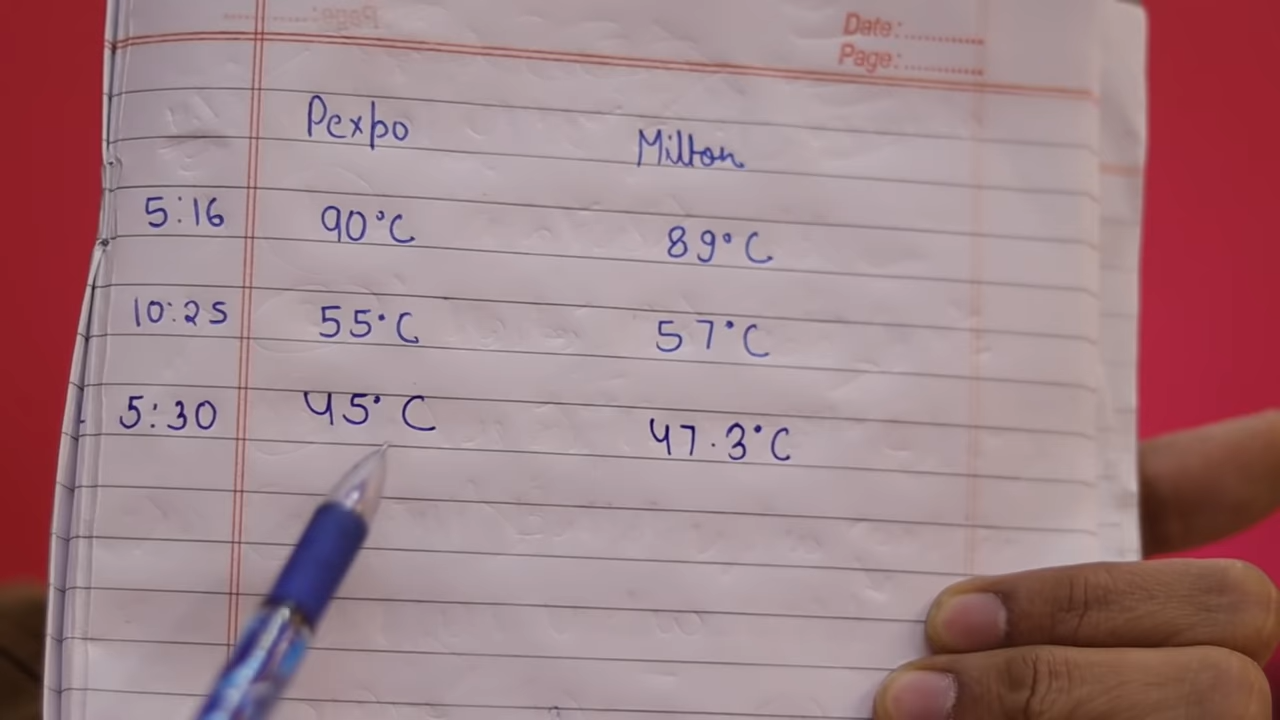 Date:..............
Page:..............
Pexpo Milton
5:16 90°C 89°C
10:25 55°C 57°C
5:30 45°C 47.3°C